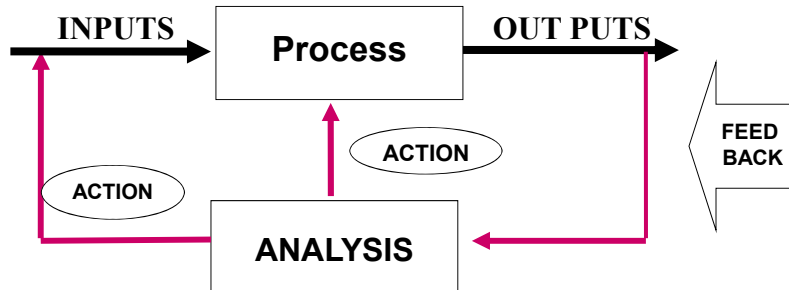 INPUTS
Process
OUT PUTS
ACTION
FEED
BACK
ACTION
ANALYSIS